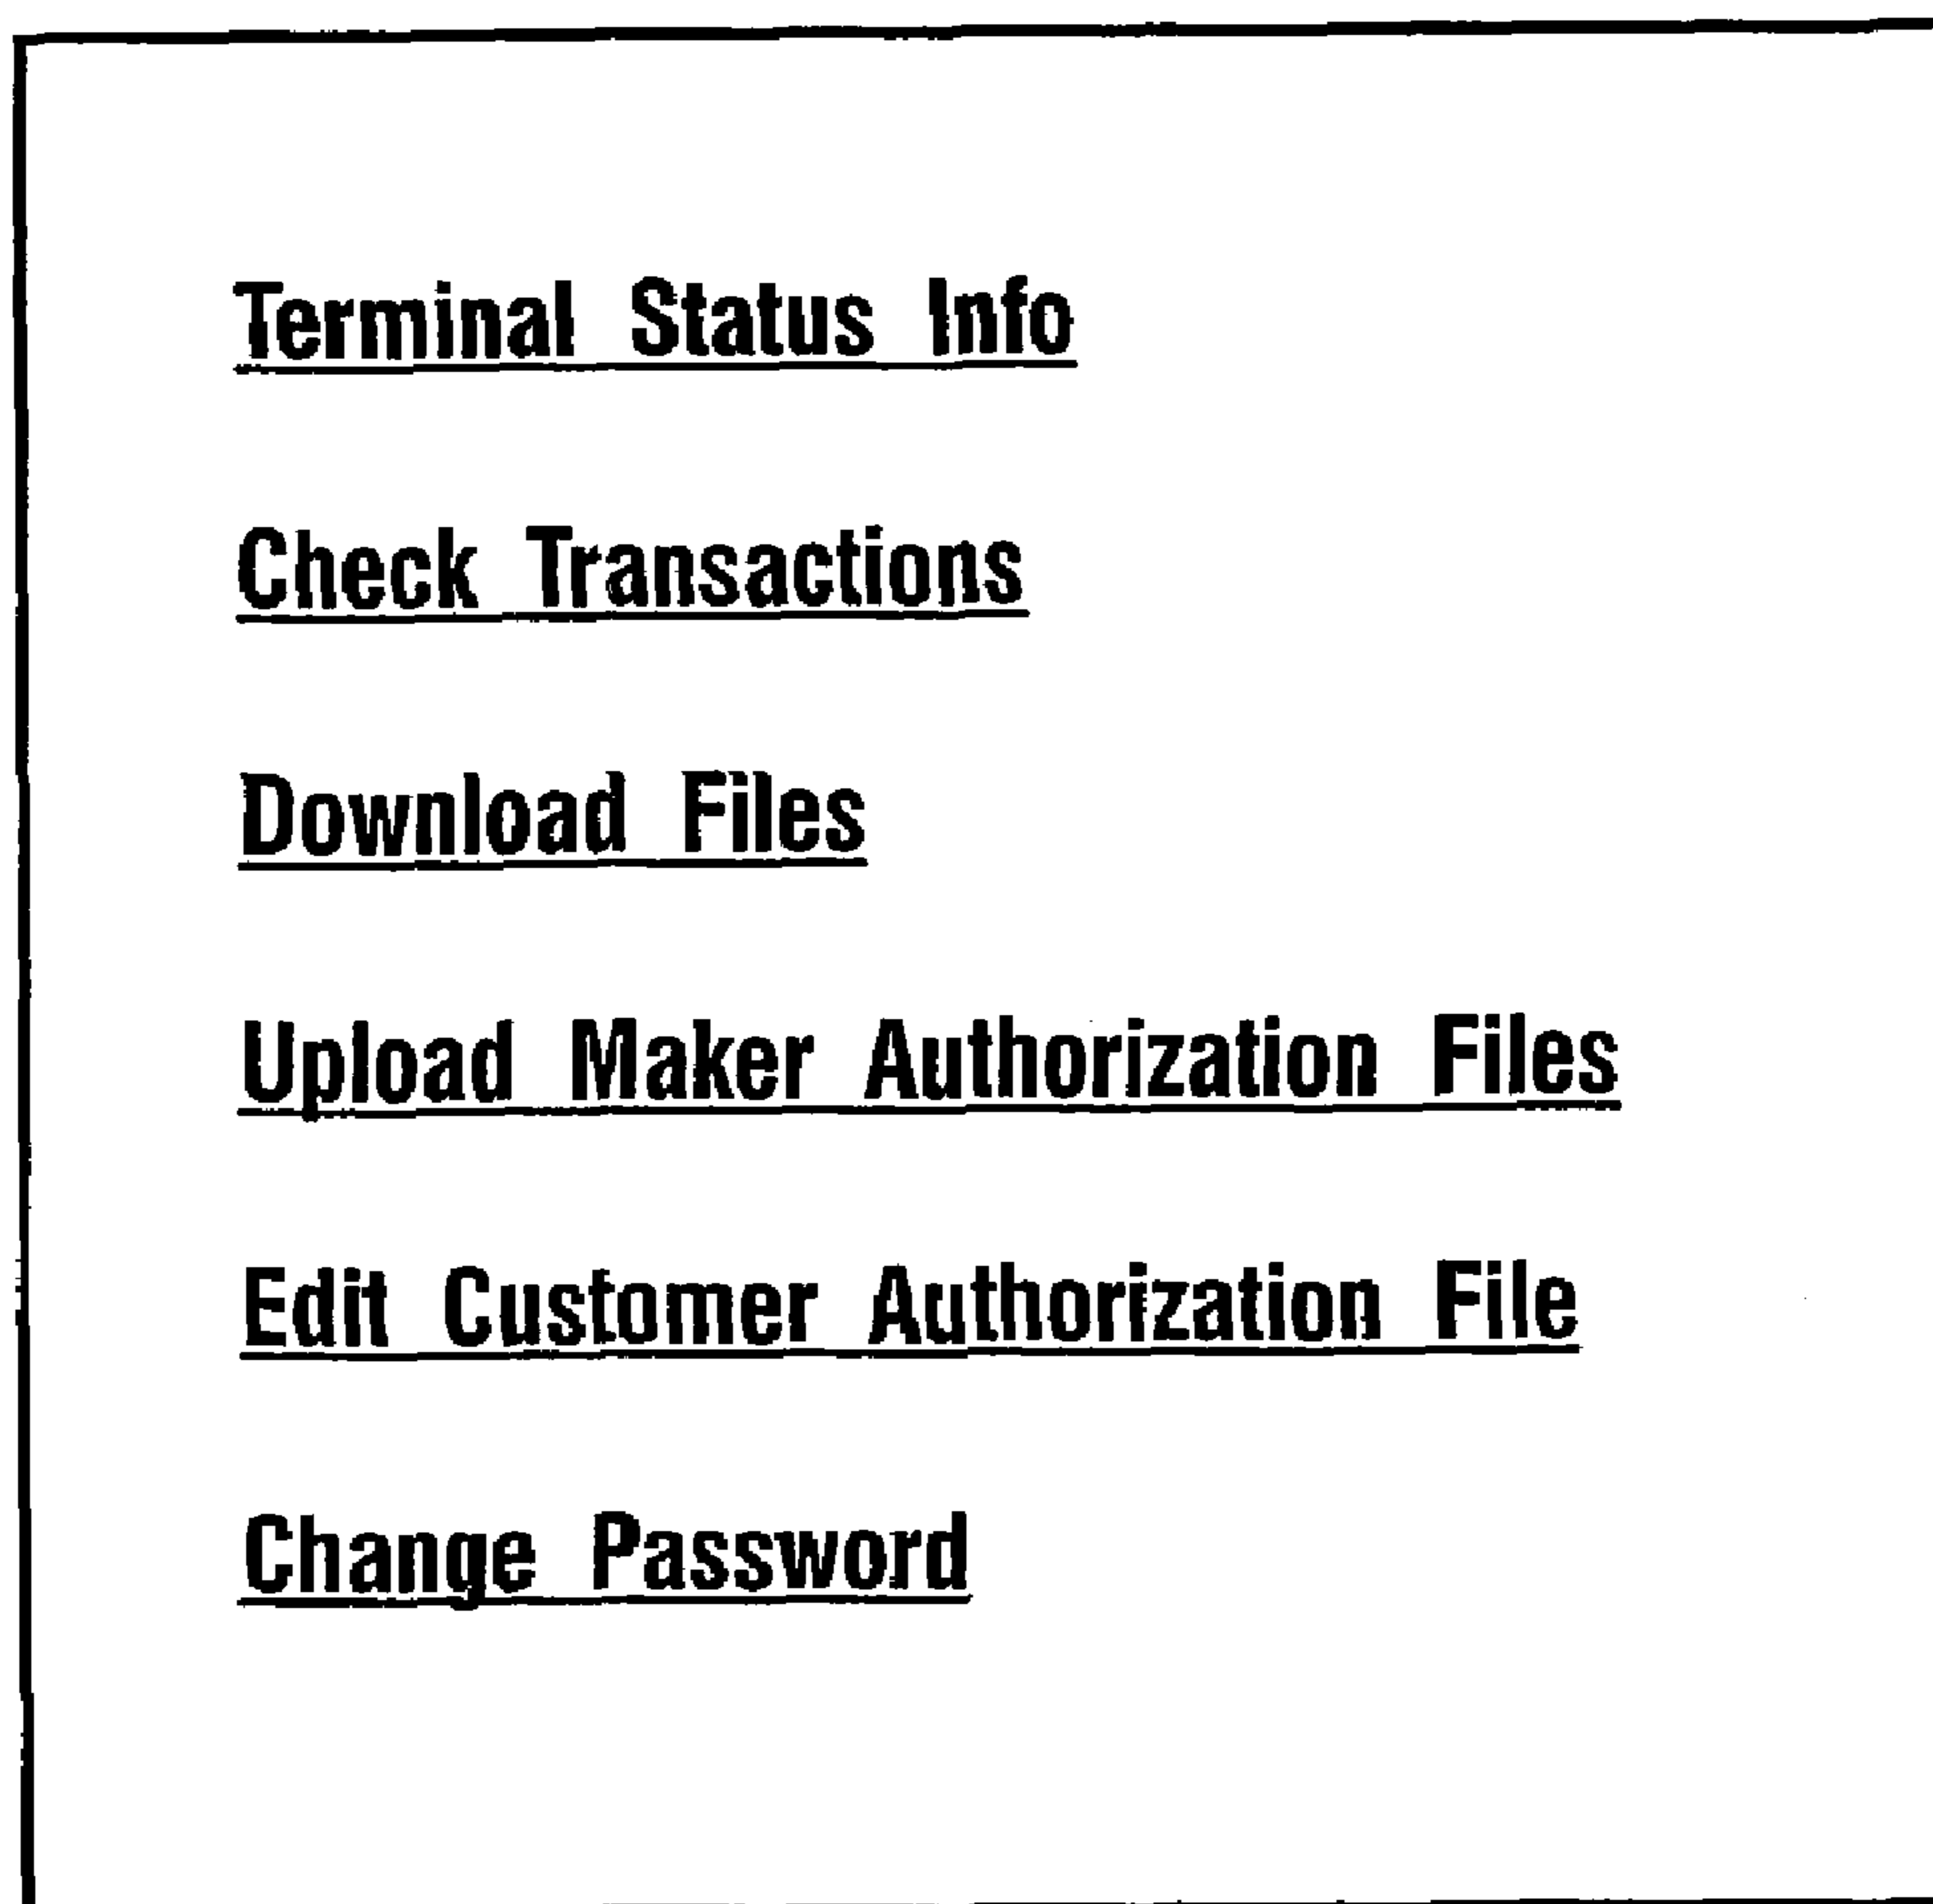 Terminal Status Info
Check Transactions
Download Files
Upload Maker Authorization Files
Edit Customer Authorization File
Change Password